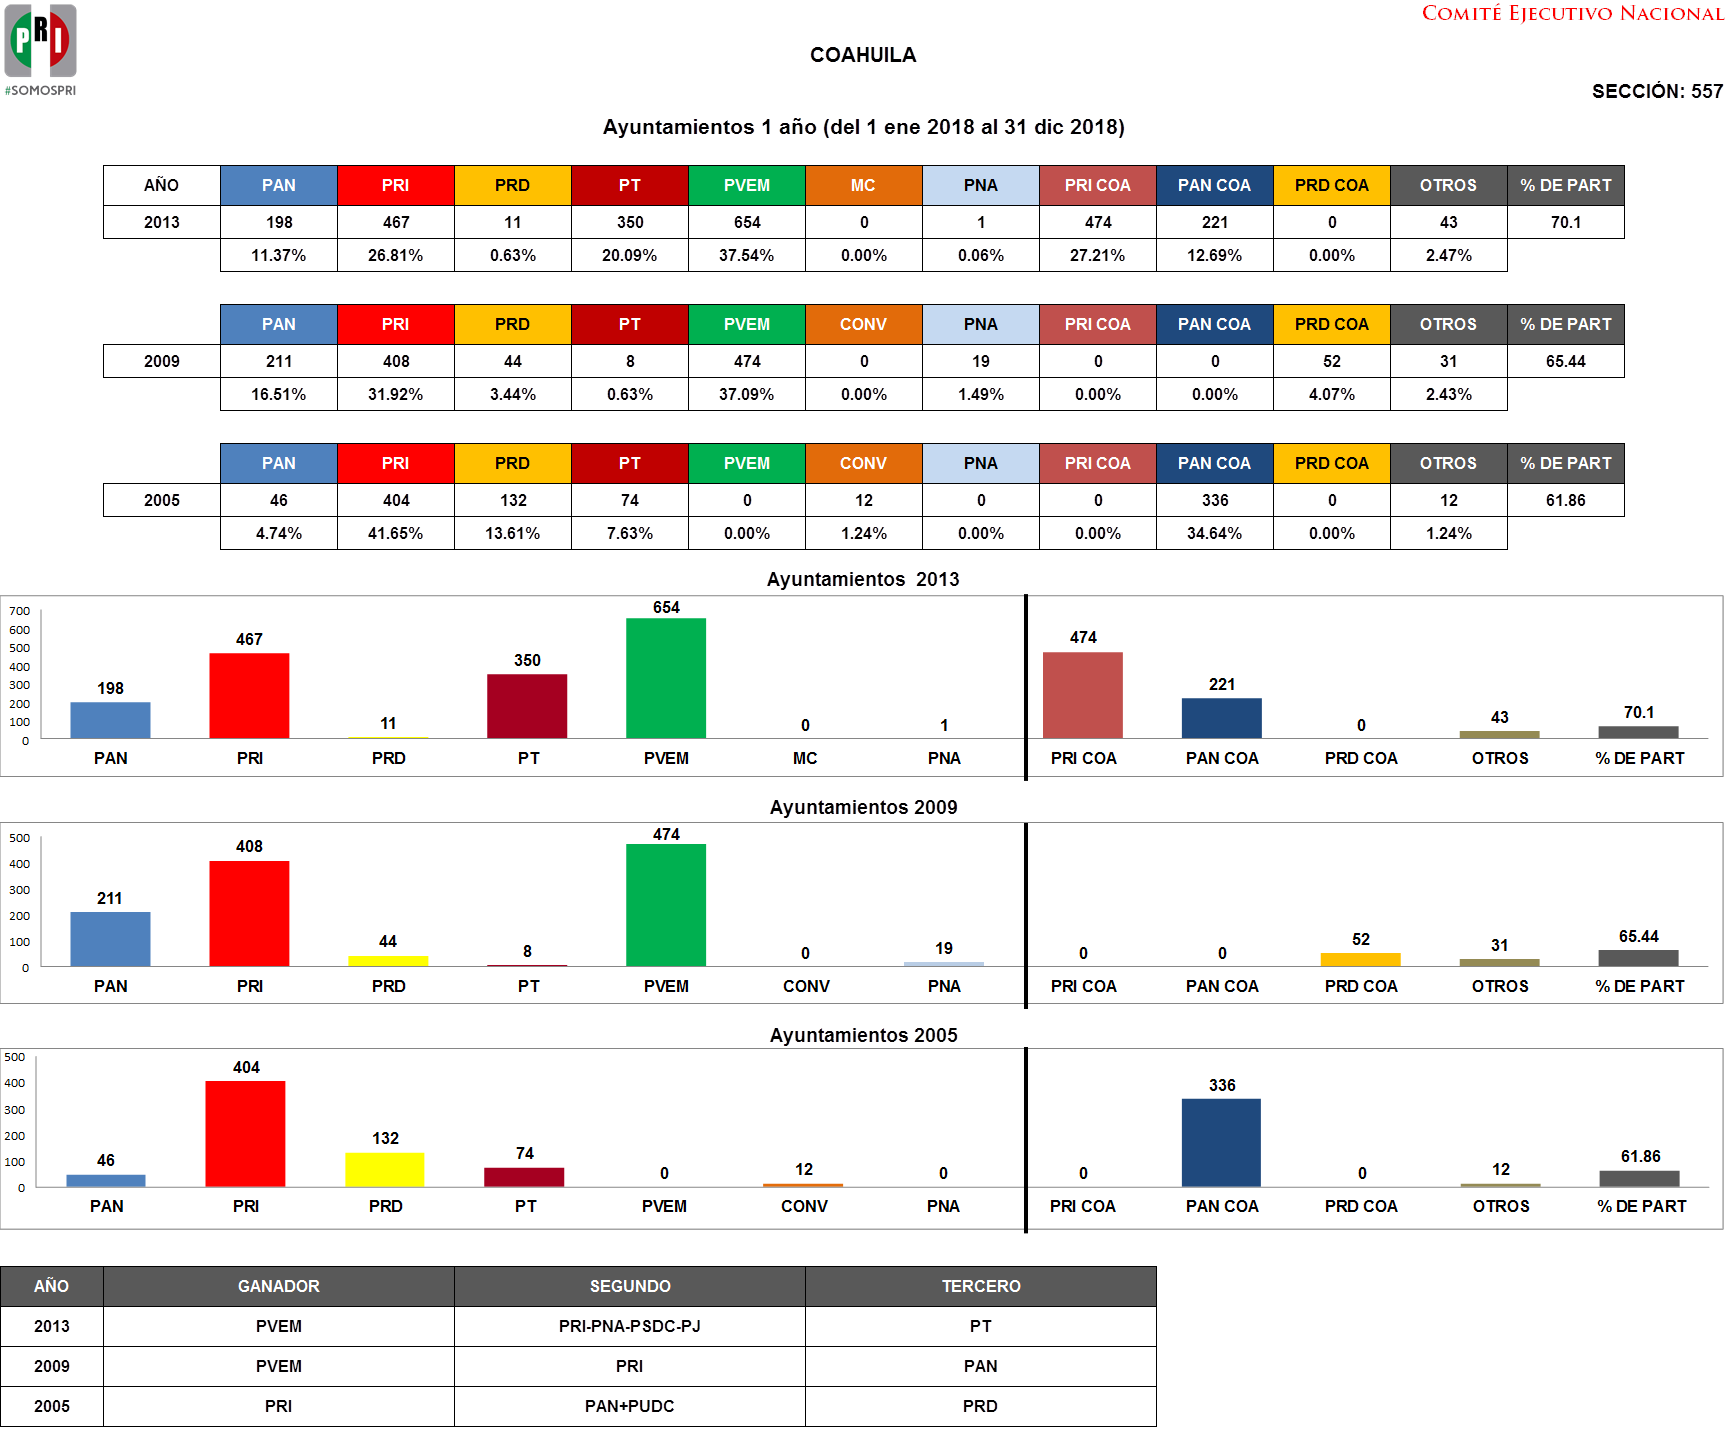 PRI
#SOMOSPRI
COMITÉ EJECUTIVO NACIONAL
COAHUILA
SECCIÓN: 557
Ayuntamientos 1 año (del 1 ene 2018 al 31 dic 2018)
AÑO PAN PRI PRD PT PVEM MC PNA PRI COA PAN COA PRD COA OTROS % DE PART
2013 198 467 11 350 654 0 1 474 221 0 43 70.1
11.37% 26.81% 0.63% 20.09% 37.54% 0.00% 0.06% 27.21% 12.69% 0.00% 2.47%
PAN PRI PRD PT PVEM CONV PNA PRI COA PAN COA PRD COA OTROS % DE PART
2009 211 408 44 8 474 0 19 0 0 52 31 65.44
16.51% 31.92% 3.44% 0.63% 37.09% 0.00% 1.49% 0.00% 0.00% 4.07% 2.43%
PAN PRI PRD PT PVEM CONV PNA PRI COA PAN COA PRD COA OTROS % DE PART
2005 46 404 132 74 0 12 0 0 336 0 12 61.86
4.74% 41.65% 13.61% 7.63% 0.00% 1.24% 0.00% 0.00% 34.64% 0.00% 1.24%
Ayuntamientos 2013
700
600
500
400
300
200
100
0
198 467 11 350 654 0 1 474 221 0 43 70.1
PAN PRI PRD PT PVEM MC PNA PRI COA PAN COA PRD COA OTROS % DE PART
Ayuntamientos 2009
500
400
300
200
100
0
211 408 44 8 474 0 19 0 0 52 31 65.44
PAN PRI PRD PT PVEM CONV PNA PRI COA PAN COA PRD COA OTROS % DE PART
Ayuntamientos 2005
500
400
300
200
100
0
46 404 132 74 0 12 0 0 336 0 12 61.86
PAN PRI PRD PT PVEM CONV PNA PRI COA PAN COA PRD COA OTROS % DE PART
AÑO GANADOR SEGUNDO TERCERO
2013 PVEM PRI-PNA-PSDC-PJ PT
2009 PVEM PRI PAN
2005 PRI PAN+PUDC PRD